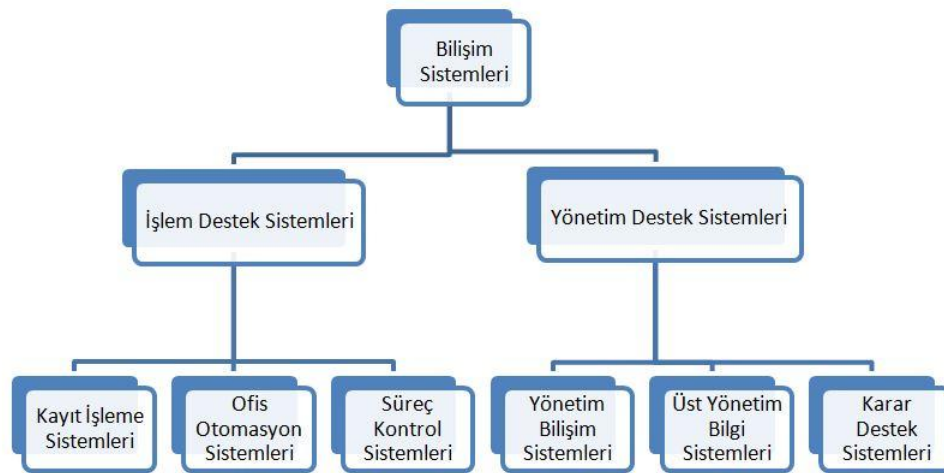 Bilişim
Sistemleri
İşlem Destek Sistemleri
Yönetim Destek Sistemleri
Kayıt İşleme
Sistemleri
Ofis
Otomasyon
Sistemleri
Süreç
Kontrol
Sistemleri
Yönetim
Bilişim
Sistemleri
Üst Yönetim
Bilgi
Sistemleri
Karar
Destek
Sistemleri